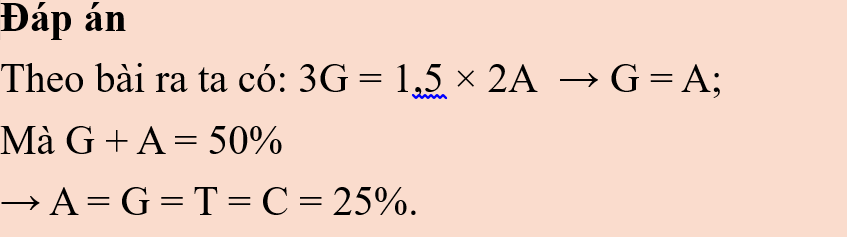 Đáp án
Theo bài ra ta có: 3G = 1,5 × 2A → G = A;
Mà G + A = 50%
→ A = G = T = C = 25%.